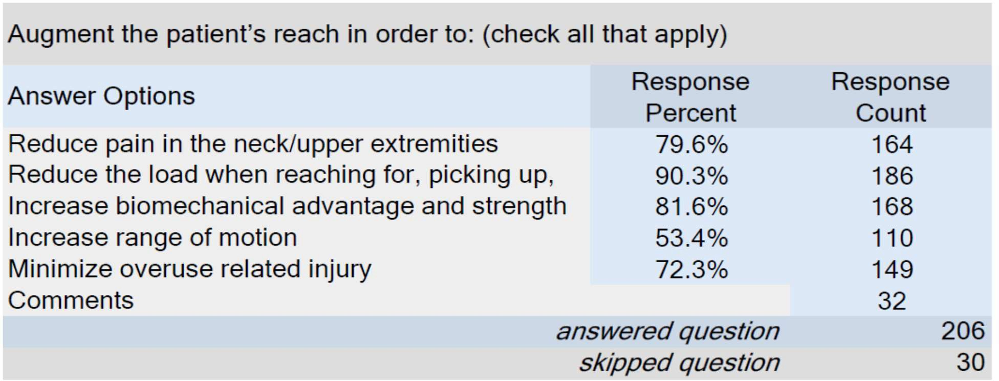 Augment the patient’s reach in order to: (check all that apply)
Answer Options Response Percent Response Count
Reduce pain in the neck/upper extremities 79.6% 164
Reduce the load when reaching for, picking up, 90.3% 186
Increase biomechanical advantage and strength 81.6% 168
Increase range of motion 53.4% 110
Minimize overuse related injury 72.3% 149
Comments 32
answered question 206
skipped question 30